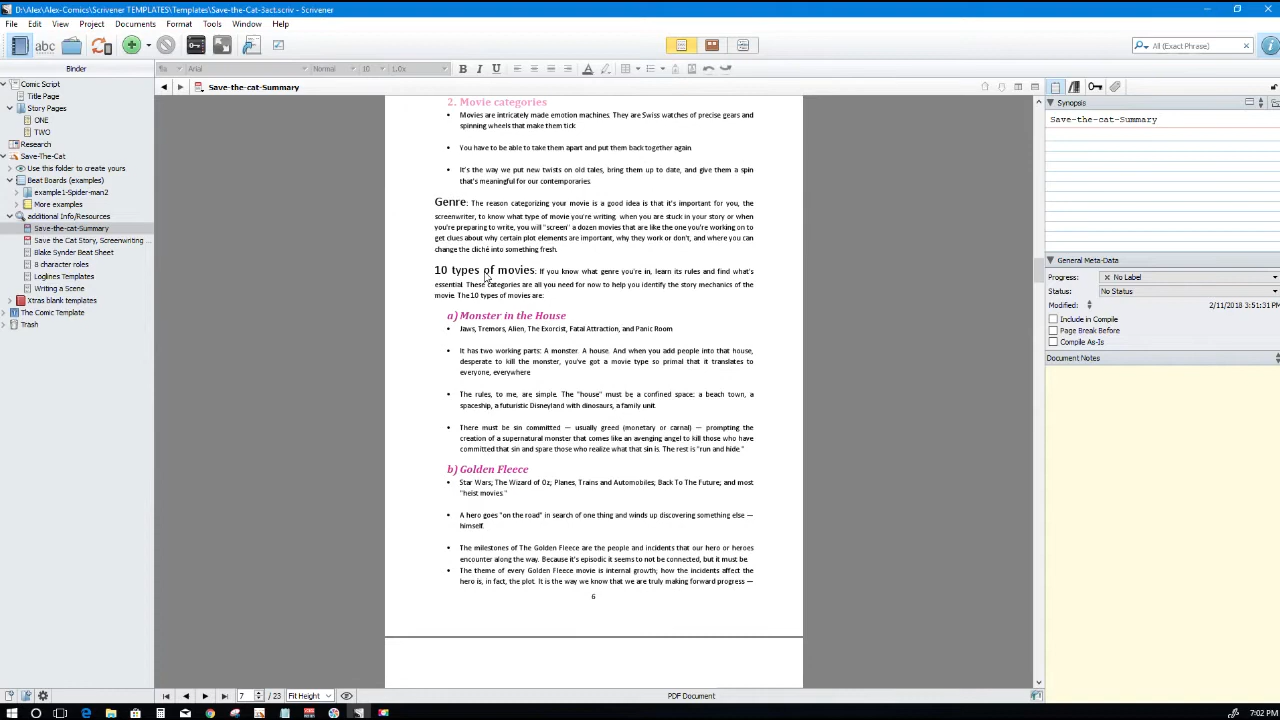 D:\Alex\Alex-Comics\Scrivener TEMPLATES\Templates\Save-the-Cat-3act.scriv - Scrivener
File Edit View Project Documents Format Tools Window Help
abc
All (Exact Phrase)
Binder
Arial Normal 10 1.0x
B I U A
Save-the-cat-Summary
Comic Script
Title Page
Story Pages
ONE
TWO
Research
Save-The-Cat
Use this folder to create yours
Beat Boards (examples)
example1-Spider-man2
More examples
additional Info/Resources
Save-the-cat-Summary
Save the Cat Story, Screenwriting ...
Blake Synder Beat Sheet
8 character roles
Loglines Templates
Writing a Scene
Xtras blank templates
The Comic Template
Trash
2. Movie categories
• Movies are intricately made emotion machines. They are Swiss watches of precise gears and
spinning wheels that make them tick.
• You have to be able to take them apart and put them back together again.
• It's the way we put new twists on old tales, bring them up to date, and give them a spin
that's meaningful for our contemporaries.
Genre: The reason categorizing your movie is a good idea is that it's important for you, the
screenwriter, to know what type of movie you're writing. when you are stuck in your story or when
you're preparing to write, you will "screen" a dozen movies that are like the one you're working on to
get clues about why certain plot elements are important, why they work or don't, and where you can
change the cliché into something fresh.
10 types of movies: If you know what genre you're in, learn its rules and find what's
essential. These categories are all you need for now to help you identify the story mechanics of the
movie. The 10 types of movies are:
a) Monster in the House
• Jaws, Tremors, Alien, The Exorcist, Fatal Attraction, and Panic Room
• It has two working parts: A monster. A house. And when you add people into that house,
desperate to kill the monster, you've got a movie type so primal that it translates to
everyone, everywhere.
• The rules, to me, are simple. The "house" must be a confined space: a beach town, a
spaceship, a futuristic Disneyland with dinosaurs, a family unit.
• There must be sin committed — usually greed (monetary or carnal) — prompting the
creation of a supernatural monster that comes like an avenging angel to kill those who have
committed that sin and spare those who realize what that sin is. The rest is "run and hide."
b) Golden Fleece
• Star Wars; The Wizard of Oz; Planes, Trains and Automobiles; Back To The Future; and most
"heist movies."
• A hero goes "on the road" in search of one thing and winds up discovering something else —
himself.
• The milestones of The Golden Fleece are the people and incidents that our hero or heroes
encounter along the way. Because it's episodic it seems to not be connected, but it must be.
• The theme of every Golden Fleece movie is internal growth; how the incidents affect the
hero is, in fact, the plot. It is the way we know that we are truly making forward progress —
6
Synopsis
Save-the-cat-Summary
General Meta-Data
Progress: No Label
Status: No Status
Modified: 2/11/2018 3:51:31 PM
Include in Compile
Page Break Before
Compile As-Is
Document Notes
7 / 23 Fit Height
PDF Document
7:02 PM